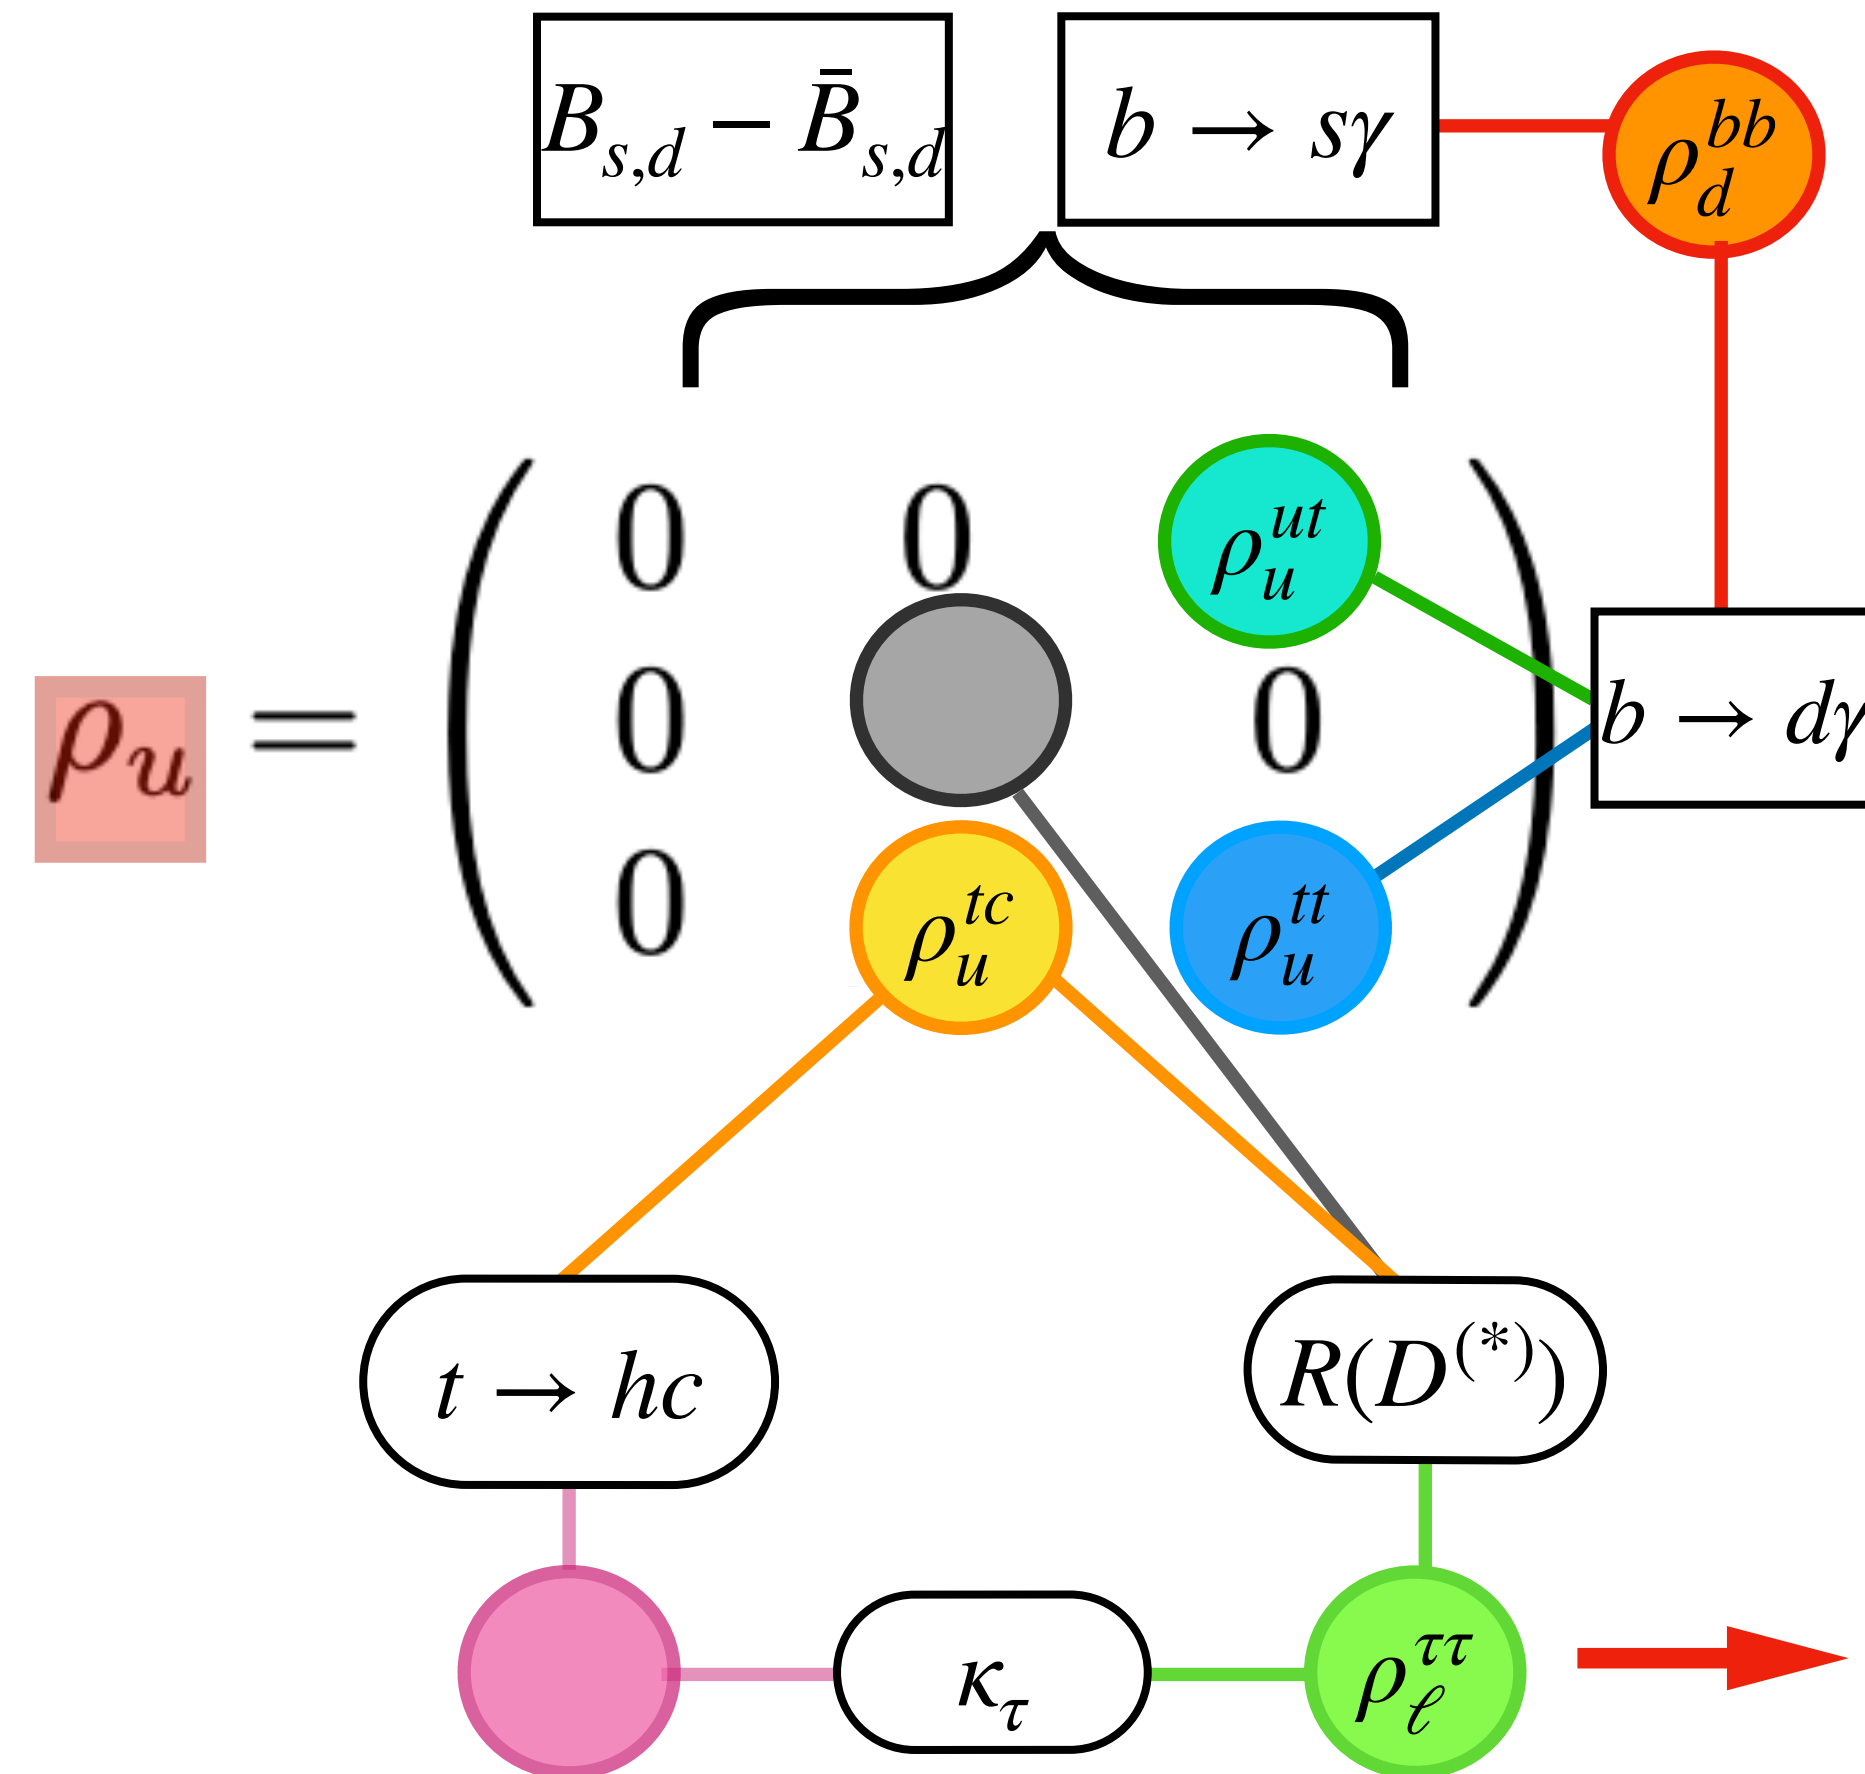 B_{s,d} − B̄_{s,d}
b → sγ
ρ_d^{bb}
0 0 ρ_u^{ut}
ρ_u = 0 0
b → dγ
0 ρ_u^{tc} ρ_u^{tt}
t → hc
R(D^{(*)})
κ_τ
ρ_ℓ^{ττ}